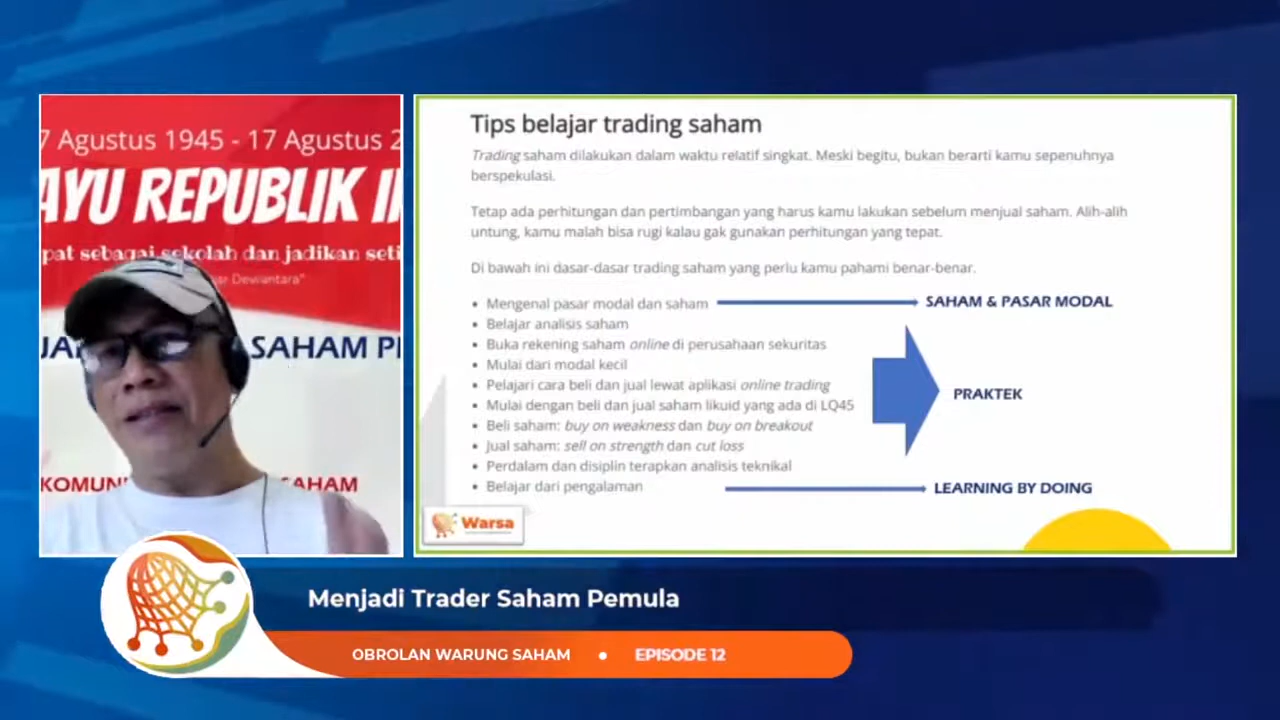 7 Agustus 1945 - 17 Agustus 2
AYU REPUBLIK I
pat sebagai sekolah dan jadikan seti
ar Dewantara"
SAHAM P
KOMUN
SAHAM
Tips belajar trading saham
Trading saham dilakukan dalam waktu relatif singkat. Meski begitu, bukan berarti kamu sepenuhnya
berspekulasi.
Tetap ada perhitungan dan pertimbangan yang harus kamu lakukan sebelum menjual saham. Alih-alih
untung, kamu malah bisa rugi kalau gak gunakan perhitungan yang tepat.
Di bawah ini dasar-dasar trading saham yang perlu kamu pahami benar-benar.
• Mengenal pasar modal dan saham
SAHAM & PASAR MODAL
• Belajar analisis saham
• Buka rekening saham online di perusahaan sekuritas
• Mulai dari modal kecil
• Pelajari cara beli dan jual lewat aplikasi online trading
• Mulai dengan beli dan jual saham likuid yang ada di LQ45
• Beli saham: buy on weakness dan buy on breakout
• Jual saham: sell on strength dan cut loss
• Perdalam dan disiplin terapkan analisis teknikal
PRAKTEK
• Belajar dari pengalaman
LEARNING BY DOING
Warsa
Menjadi Trader Saham Pemula
OBROLAN WARUNG SAHAM • EPISODE 12